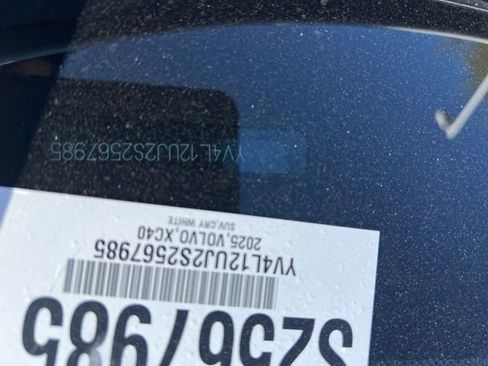 YV4L12UJ2S2567985
S2567985
YV4L12UJ2S2567985
2025,VOLVO,XC40
SUV,CRY WHITE